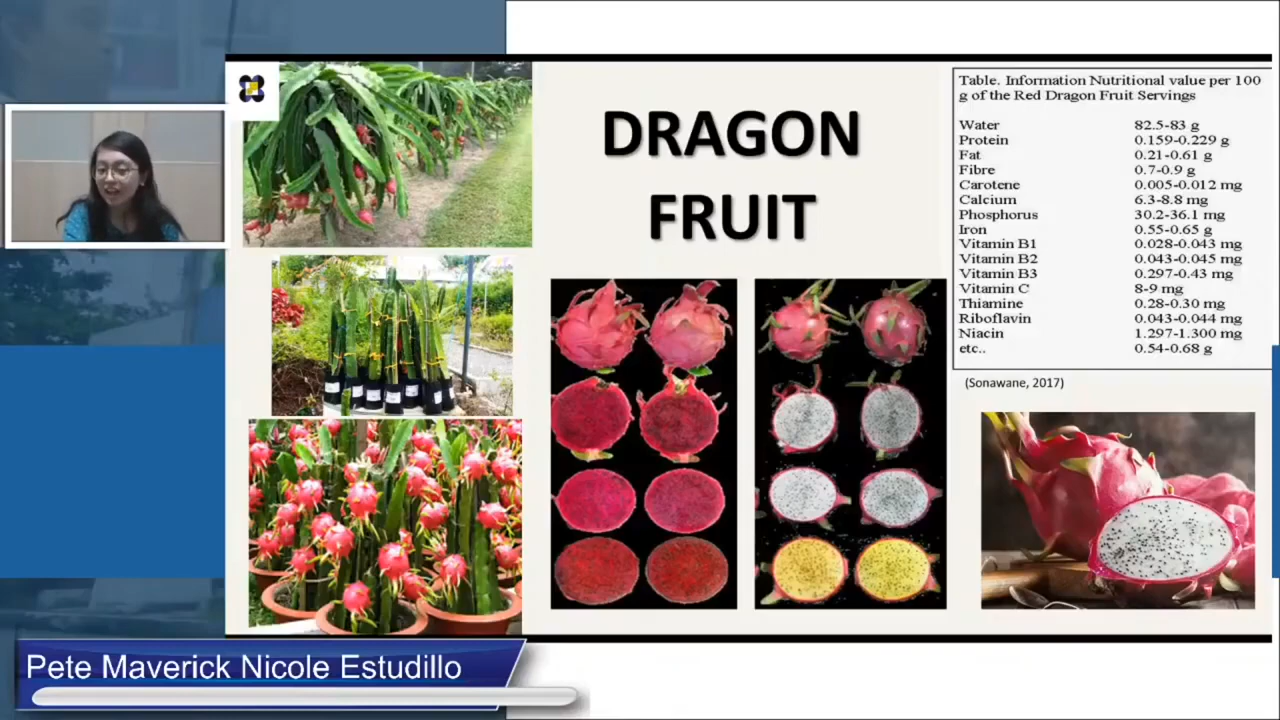 DRAGON
FRUIT
Table. Information Nutritional value per 100
g of the Red Dragon Fruit Servings
Water 82.5-83 g
Protein 0.159-0.229 g
Fat 0.21-0.61 g
Fibre 0.7-0.9 g
Carotene 0.005-0.012 mg
Calcium 6.3-8.8 mg
Phosphorus 30.2-36.1 mg
Iron 0.55-0.65 g
Vitamin B1 0.028-0.043 mg
Vitamin B2 0.043-0.045 mg
Vitamin B3 0.297-0.43 mg
Vitamin C 8-9 mg
Thiamine 0.28-0.30 mg
Riboflavin 0.043-0.044 mg
Niacin 1.297-1.300 mg
etc.. 0.54-0.68 g
(Sonawane, 2017)
Pete Maverick Nicole Estudillo